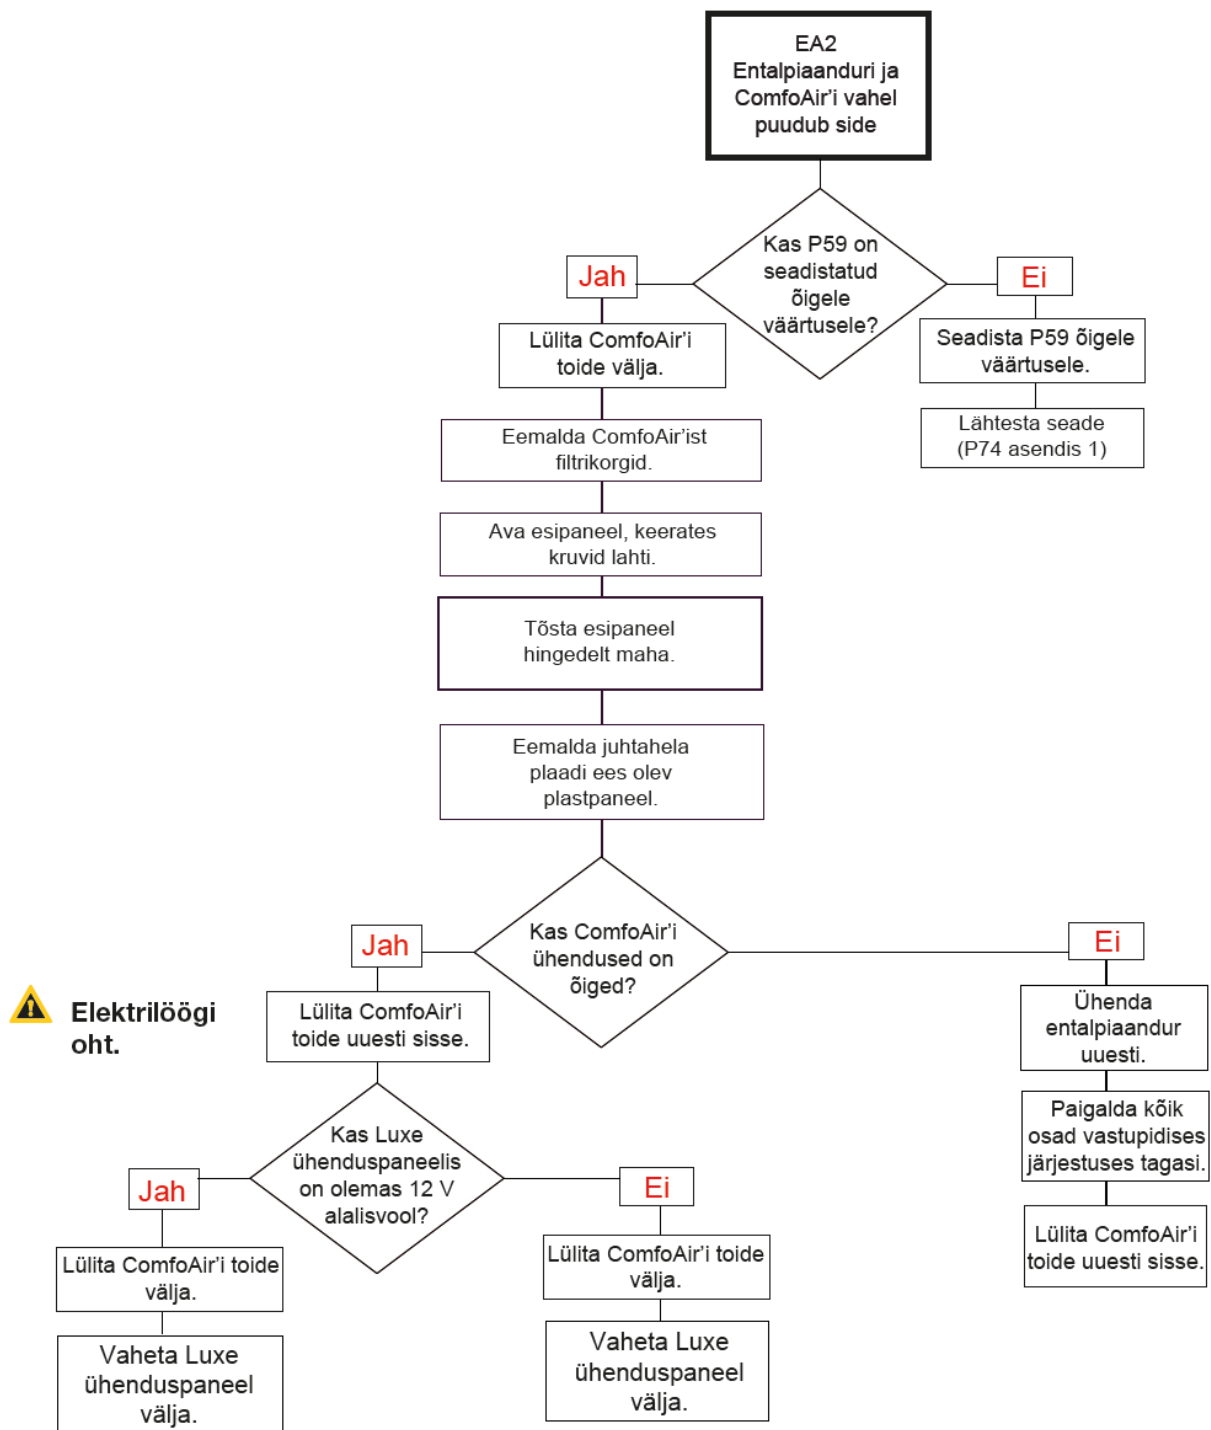 EA2
Entalpiaanduri ja
ComfoAir’i vahel
puudub side
Kas P59 on
seadistatud
õigele
väärtusele?
Jah
Ei
Lülita ComfoAir’i
toide välja.
Seadista P59 õigele
väärtusele.
Eemalda ComfoAir’ist
filtrikorgid.
Lähtesta seade
(P74 asendis 1)
Ava esipaneel, keerates
kruvid lahti.
Tõsta esipaneel
hingedelt maha.
Eemalda juhtahela
plaadi ees olev
plastpaneel.
Kas ComfoAir’i
ühendused on
õiged?
Jah
Ei
Elektrilöögi
oht.
Lülita ComfoAir’i
toide uuesti sisse.
Ühenda
entalpiaandur
uuesti.
Kas Luxe
ühenduspaneelis
on olemas 12 V
alalisvool?
Paigalda kõik
osad vastupidises
järjestuses tagasi.
Jah
Ei
Lülita ComfoAir’i
toide uuesti sisse.
Lülita ComfoAir’i toide
välja.
Lülita ComfoAir’i toide
välja.
Vaheta Luxe
ühenduspaneel
välja.
Vaheta Luxe
ühenduspaneel
välja.